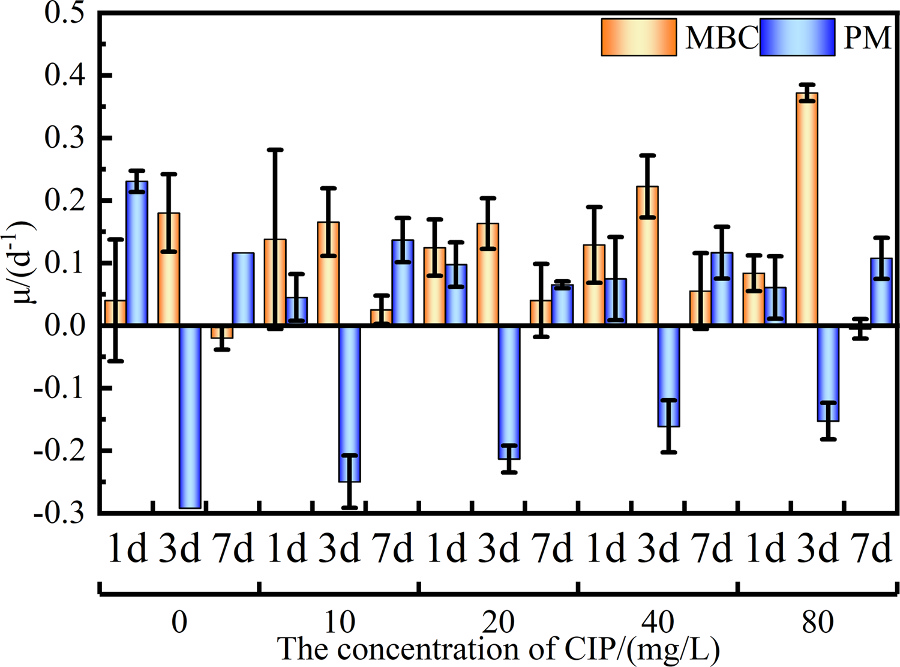 MBC PM
0.5
0.4
0.3
0.2
0.1
0.0
-0.1
-0.2
-0.3
μ/(d-1)
1d 3d 7d 1d 3d 7d 1d 3d 7d 1d 3d 7d 1d 3d 7d
0 10 20 40 80
The concentration of CIP/(mg/L)